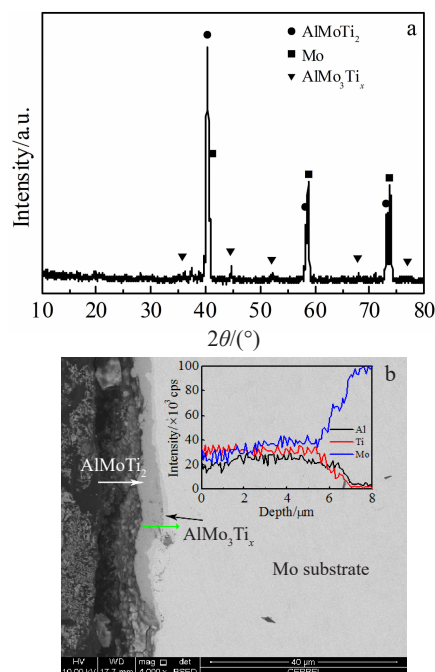 a
● AlMoTi2
■ Mo
▼ AlMo3Tix
Intensity/a.u.
10 20 30 40 50 60 70 80
2θ/(°)
b
100
80
60
40
20
0
Intensity/×10³ cps
Al
Ti
Mo
0 2 4 6 8
Depth/μm
AlMoTi2
AlMo3Tix
Mo substrate
HV WD mag □ det
40 μm